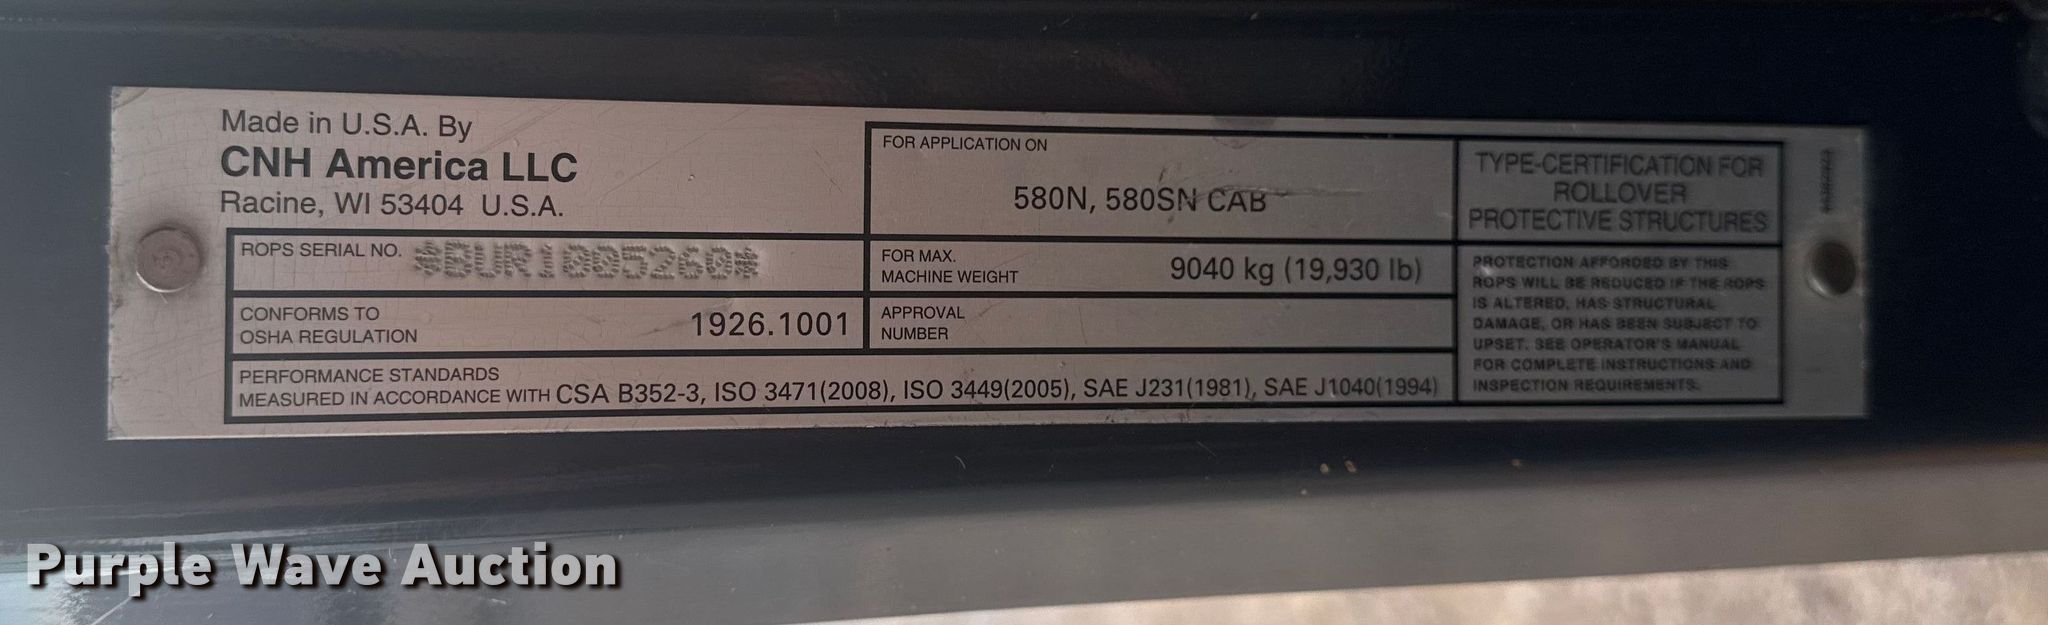 Made in U.S.A. By
CNH America LLC
Racine, WI 53404 U.S.A.
ROPS SERIAL NO. *BUR1005260*
CONFORMS TO
OSHA REGULATION 1926.1001
FOR APPLICATION ON
580N, 580SN CAB
FOR MAX.
MACHINE WEIGHT 9040 kg (19,930 lb)
APPROVAL
NUMBER
PERFORMANCE STANDARDS
MEASURED IN ACCORDANCE WITH CSA B352-3, ISO 3471(2008), ISO 3449(2005), SAE J231(1981), SAE J1040(1994)
TYPE-CERTIFICATION FOR
ROLLOVER
PROTECTIVE STRUCTURES
PROTECTION AFFORDED BY THIS
ROPS WILL BE REDUCED IF THE ROPS
IS ALTERED, HAS STRUCTURAL
DAMAGE, OR HAS BEEN SUBJECT TO
UPSET. SEE OPERATOR'S MANUAL
FOR COMPLETE INSTRUCTIONS AND
INSPECTION REQUIREMENTS.
Purple Wave Auction